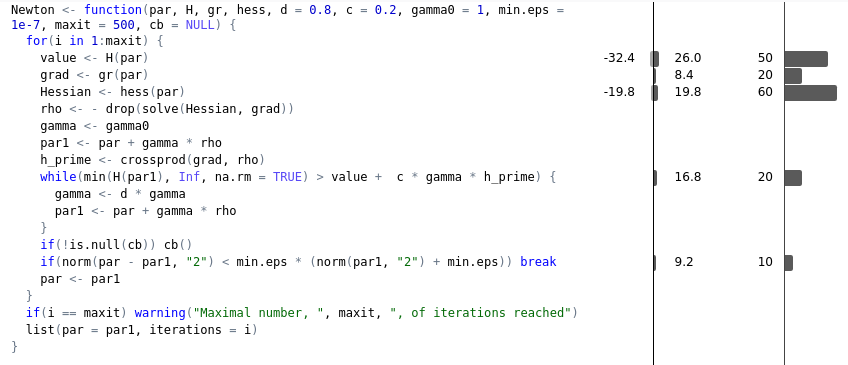 Newton <- function(par, H, gr, hess, d = 0.8, c = 0.2, gamma0 = 1, min.eps =
1e-7, maxit = 500, cb = NULL) {
  for(i in 1:maxit) {
    value <- H(par) -32.4 26.0 50
    grad <- gr(par) 8.4 20
    Hessian <- hess(par) -19.8 19.8 60
    rho <- - drop(solve(Hessian, grad))
    gamma <- gamma0
    par1 <- par + gamma * rho
    h_prime <- crossprod(grad, rho)
    while(min(H(par1), Inf, na.rm = TRUE) > value +  c * gamma * h_prime) { 16.8 20
      gamma <- d * gamma
      par1 <- par + gamma * rho
    }
    if(!is.null(cb)) cb()
    if(norm(par - par1, "2") < min.eps * (norm(par1, "2") + min.eps)) break 9.2 10
    par <- par1
  }
  if(i == maxit) warning("Maximal number, ", maxit, ", of iterations reached")
  list(par = par1, iterations = i)
}